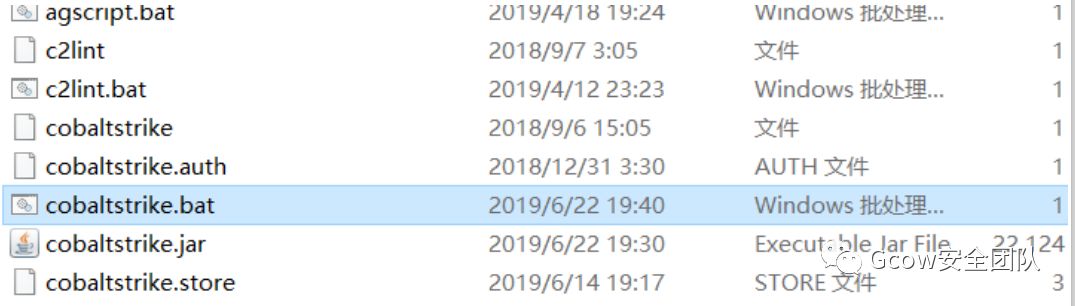 agscript.bat 2019/4/18 19:24 Windows 批处理... 1
c2lint 2018/9/7 3:05 文件 1
c2lint.bat 2019/4/12 23:23 Windows 批处理... 1
cobaltstrike 2018/9/6 15:05 文件 1
cobaltstrike.auth 2018/12/31 3:30 AUTH 文件 1
cobaltstrike.bat 2019/6/22 19:40 Windows 批处理... 1
cobaltstrike.jar 2019/6/22 19:30 Executable Jar File 22,124
Gcow安全团队
cobaltstrike.store 2019/6/14 19:17 STORE 文件 3